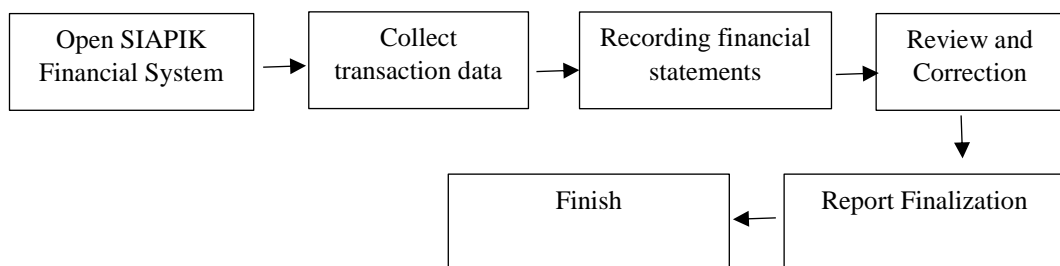 Open SIAPIK
Financial System
Collect
transaction data
Recording financial
statements
Review and
Correction
Report Finalization
Finish